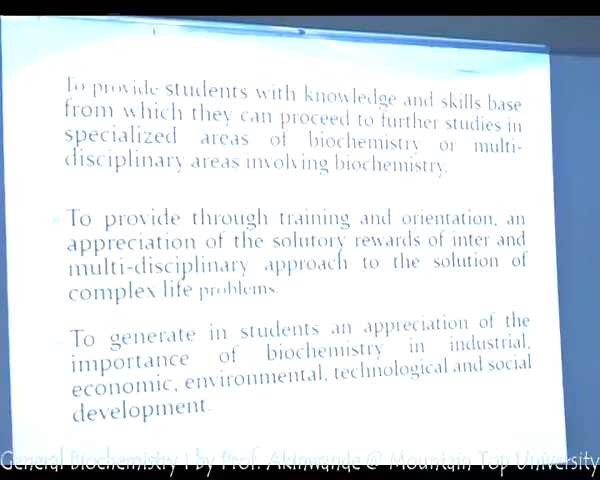 To provide students with knowledge and skills base
from which they can proceed to further studies in
specialized areas of biochemistry or multi-
disciplinary areas involving biochemistry.
To provide through training and orientation, an
appreciation of the solutory rewards of inter and
multi-disciplinary approach to the solution of
complex life problems.
To generate in students an appreciation of the
importance of biochemistry in industrial,
economic, environmental, technological and social
development.
General Biochemistry I by Prof. Akinwande @ Mountain Top University